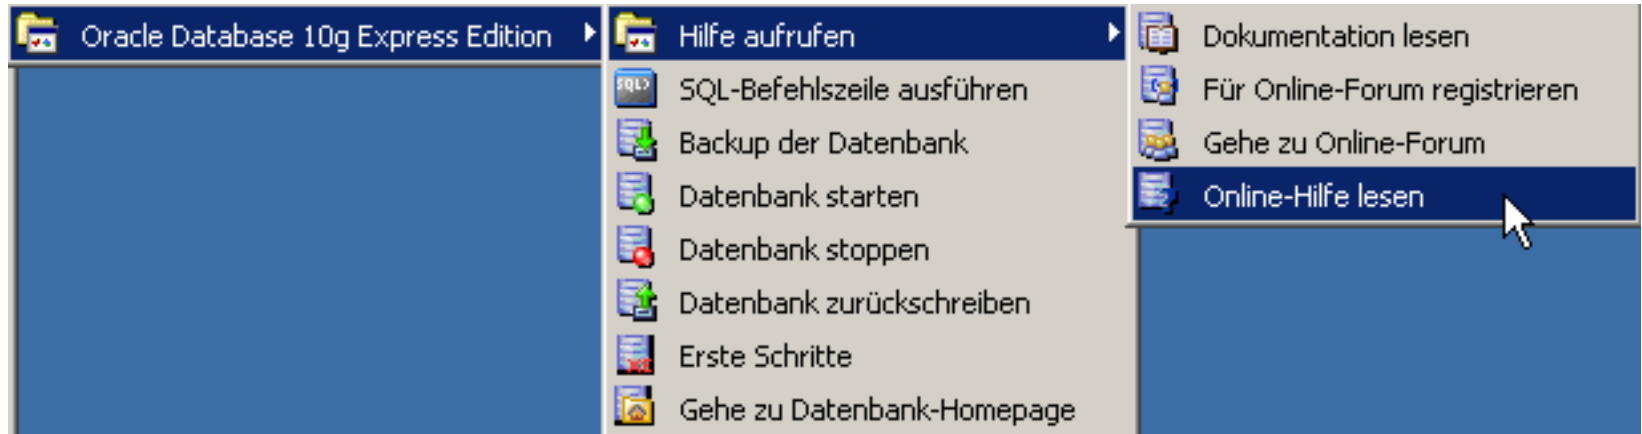 Oracle Database 10g Express Edition
Hilfe aufrufen
SQL-Befehlszeile ausführen
Backup der Datenbank
Datenbank starten
Datenbank stoppen
Datenbank zurückschreiben
Erste Schritte
Gehe zu Datenbank-Homepage
Dokumentation lesen
Für Online-Forum registrieren
Gehe zu Online-Forum
Online-Hilfe lesen